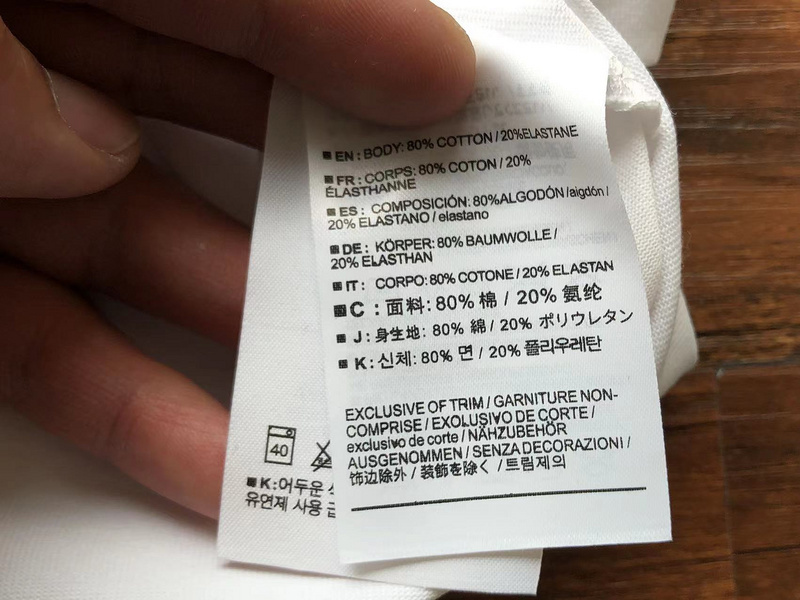 EN: BODY: 80% COTTON / 20%ELASTANE
FR: CORPS: 80% COTON / 20%
ÉLASTHANNE
ES: COMPOSICIÓN: 80%ALGODÓN /aigdón /
20% ELASTANO / elastano
DE: KÖRPER: 80% BAUMWOLLE /
20% ELASTHAN
IT: CORPO: 80% COTONE / 20% ELASTAN
C : 面料: 80% 棉 / 20% 氨纶
J : 身生地: 80% 綿 / 20% ポリウレタン
K : 신체: 80% 면 / 20% 폴리우레탄
EXCLUSIVE OF TRIM / GARNITURE NON-
COMPRISE / EXOLUSIVO DE CORTE /
exclusivo de corte / NÄHZUBEHÖR
AUSGENOMMEN / SENZA DECORAZIONI /
饰边除外 / 装飾を除く / 트림제의
40
K:어두운
유연제 사용